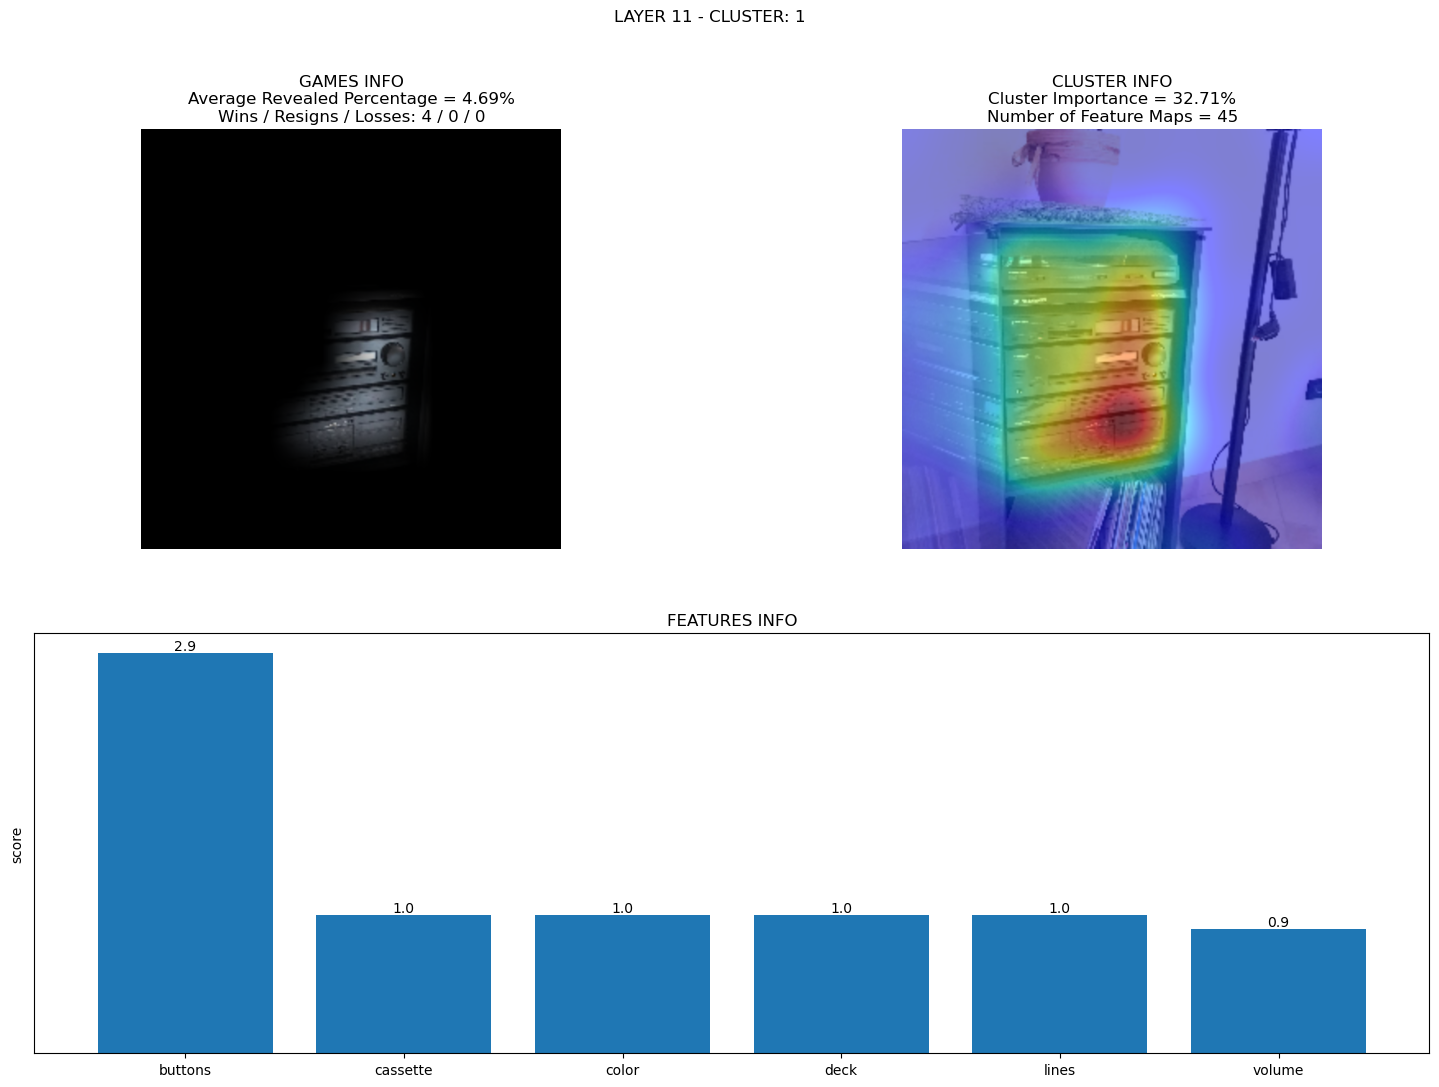 LAYER 11 - CLUSTER: 1
GAMES INFO
Average Revealed Percentage = 4.69%
Wins / Resigns / Losses: 4 / 0 / 0
CLUSTER INFO
Cluster Importance = 32.71%
Number of Feature Maps = 45
FEATURES INFO
score
2.9
1.0
1.0
1.0
1.0
0.9
buttons
cassette
color
deck
lines
volume